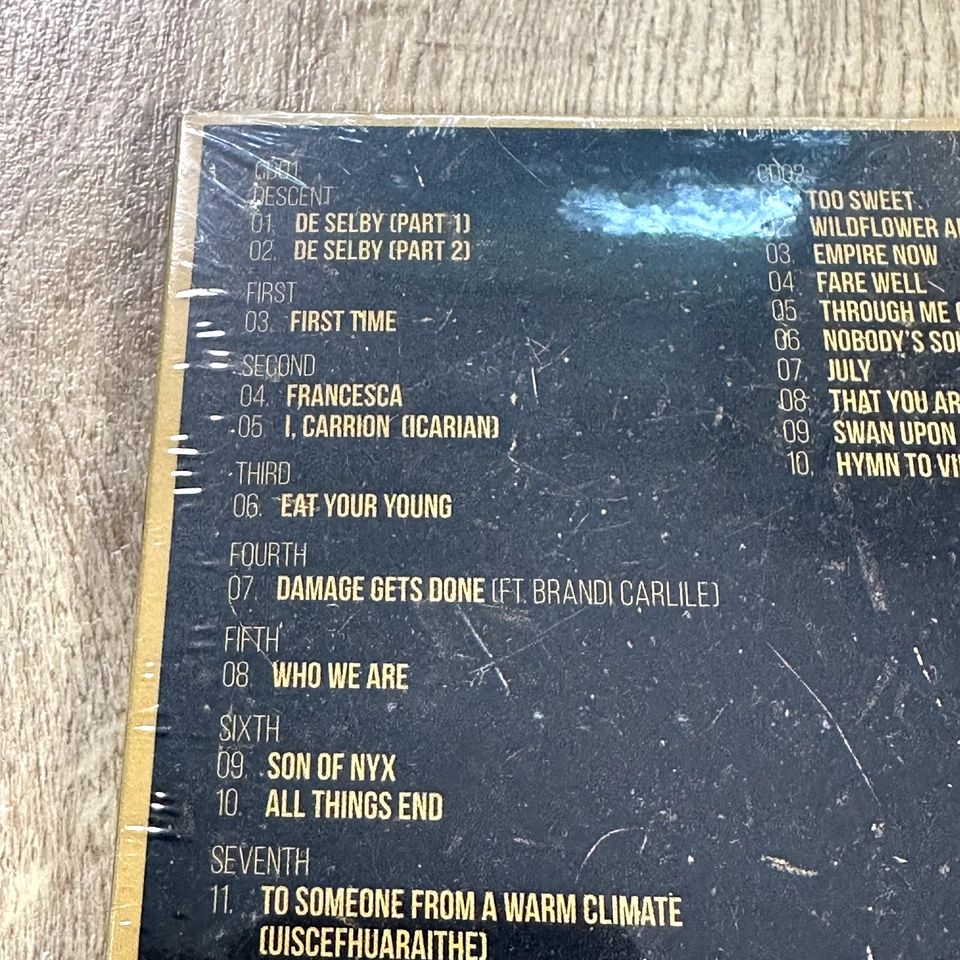 CD01
DESCENT
01. DE SELBY (PART 1)
02. DE SELBY (PART 2)
FIRST
03. FIRST TIME
SECOND
04. FRANCESCA
05. I, CARRION (ICARIAN)
THIRD
06. EAT YOUR YOUNG
FOURTH
07. DAMAGE GETS DONE (FT. BRANDI CARLILE)
FIFTH
08. WHO WE ARE
SIXTH
09. SON OF NYX
10. ALL THINGS END
SEVENTH
11. TO SOMEONE FROM A WARM CLIMATE
(UISCEFHUARAITHE)
CD02
TOO SWEET
02. WILDFLOWER
03. EMPIRE NOW
04. FARE WELL
05. THROUGH ME
06. NOBODY'S
07. JULY
08. THAT YOU
09. SWAN UPON
10. HYMN TO